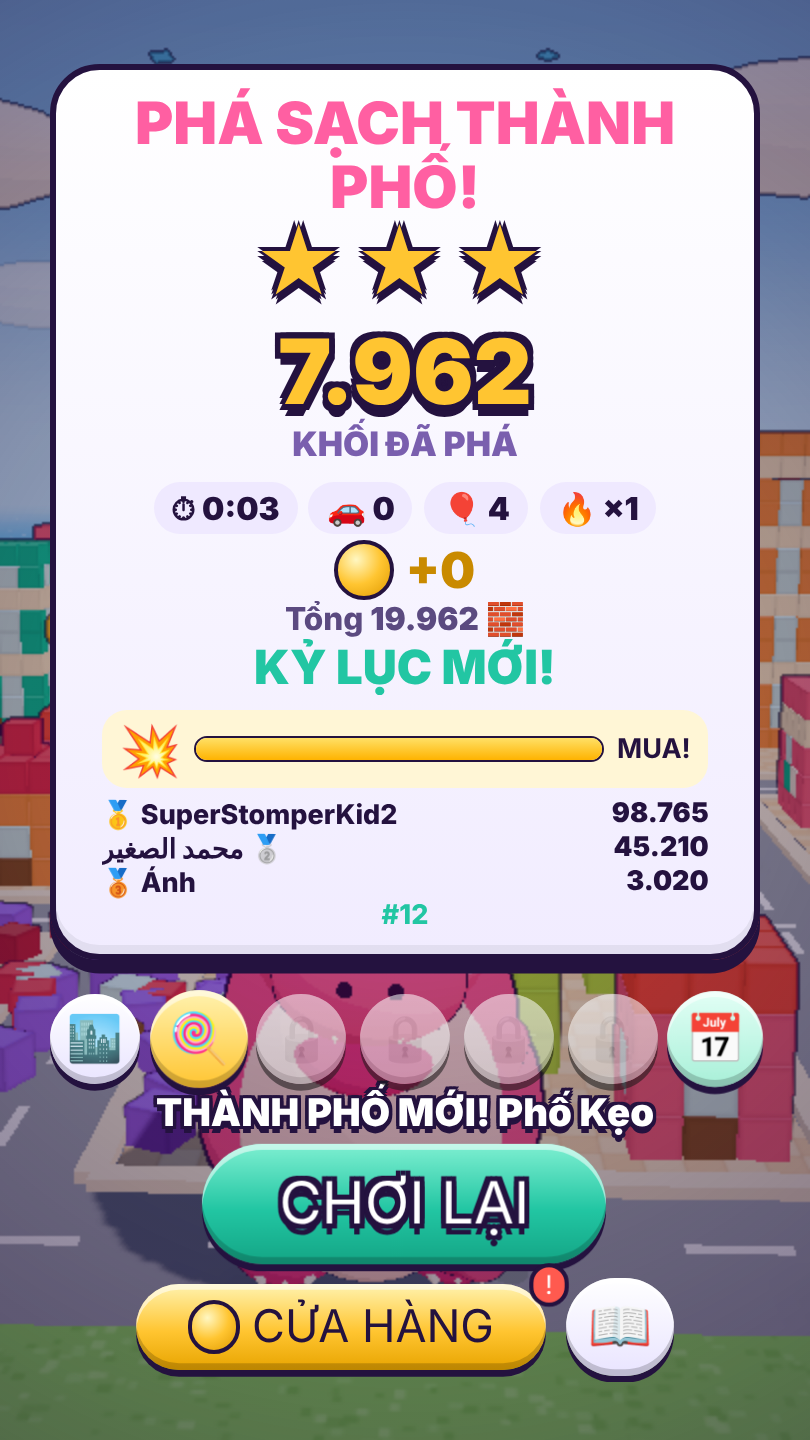 PHÁ SẠCH THÀNH
PHỐ!
7.962
KHỐI ĐÃ PHÁ
⏱ 0:03 🚗 0 🎈 4 🔥 ×1
+0
Tổng 19.962 🧱
KỶ LỤC MỚI!
MUA!
🥇 SuperStomperKid2 98.765
🥈 محمد الصغير 45.210
🥉 Ánh 3.020
#12
July
17
THÀNH PHỐ MỚI! Phố Kẹo
CHƠI LẠI
!
CỬA HÀNG